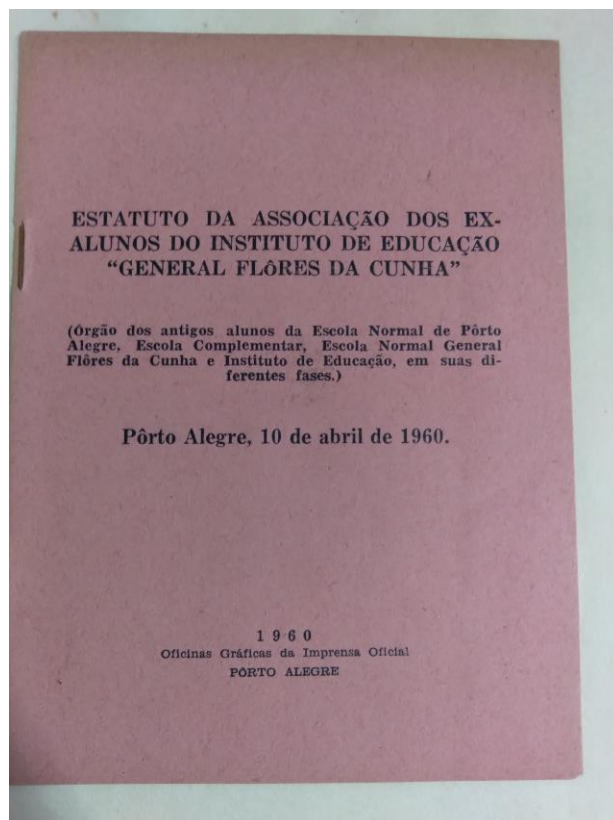 ESTATUTO DA ASSOCIAÇÃO DOS EX-
ALUNOS DO INSTITUTO DE EDUCAÇÃO
“GENERAL FLÔRES DA CUNHA”
(Órgão dos antigos alunos da Escola Normal de Pôrto
Alegre, Escola Complementar, Escola Normal General
Flôres da Cunha e Instituto de Educação, em suas di-
ferentes fases.)
Pôrto Alegre, 10 de abril de 1960.
1960
Oficinas Gráficas da Imprensa Oficial
PÔRTO ALEGRE